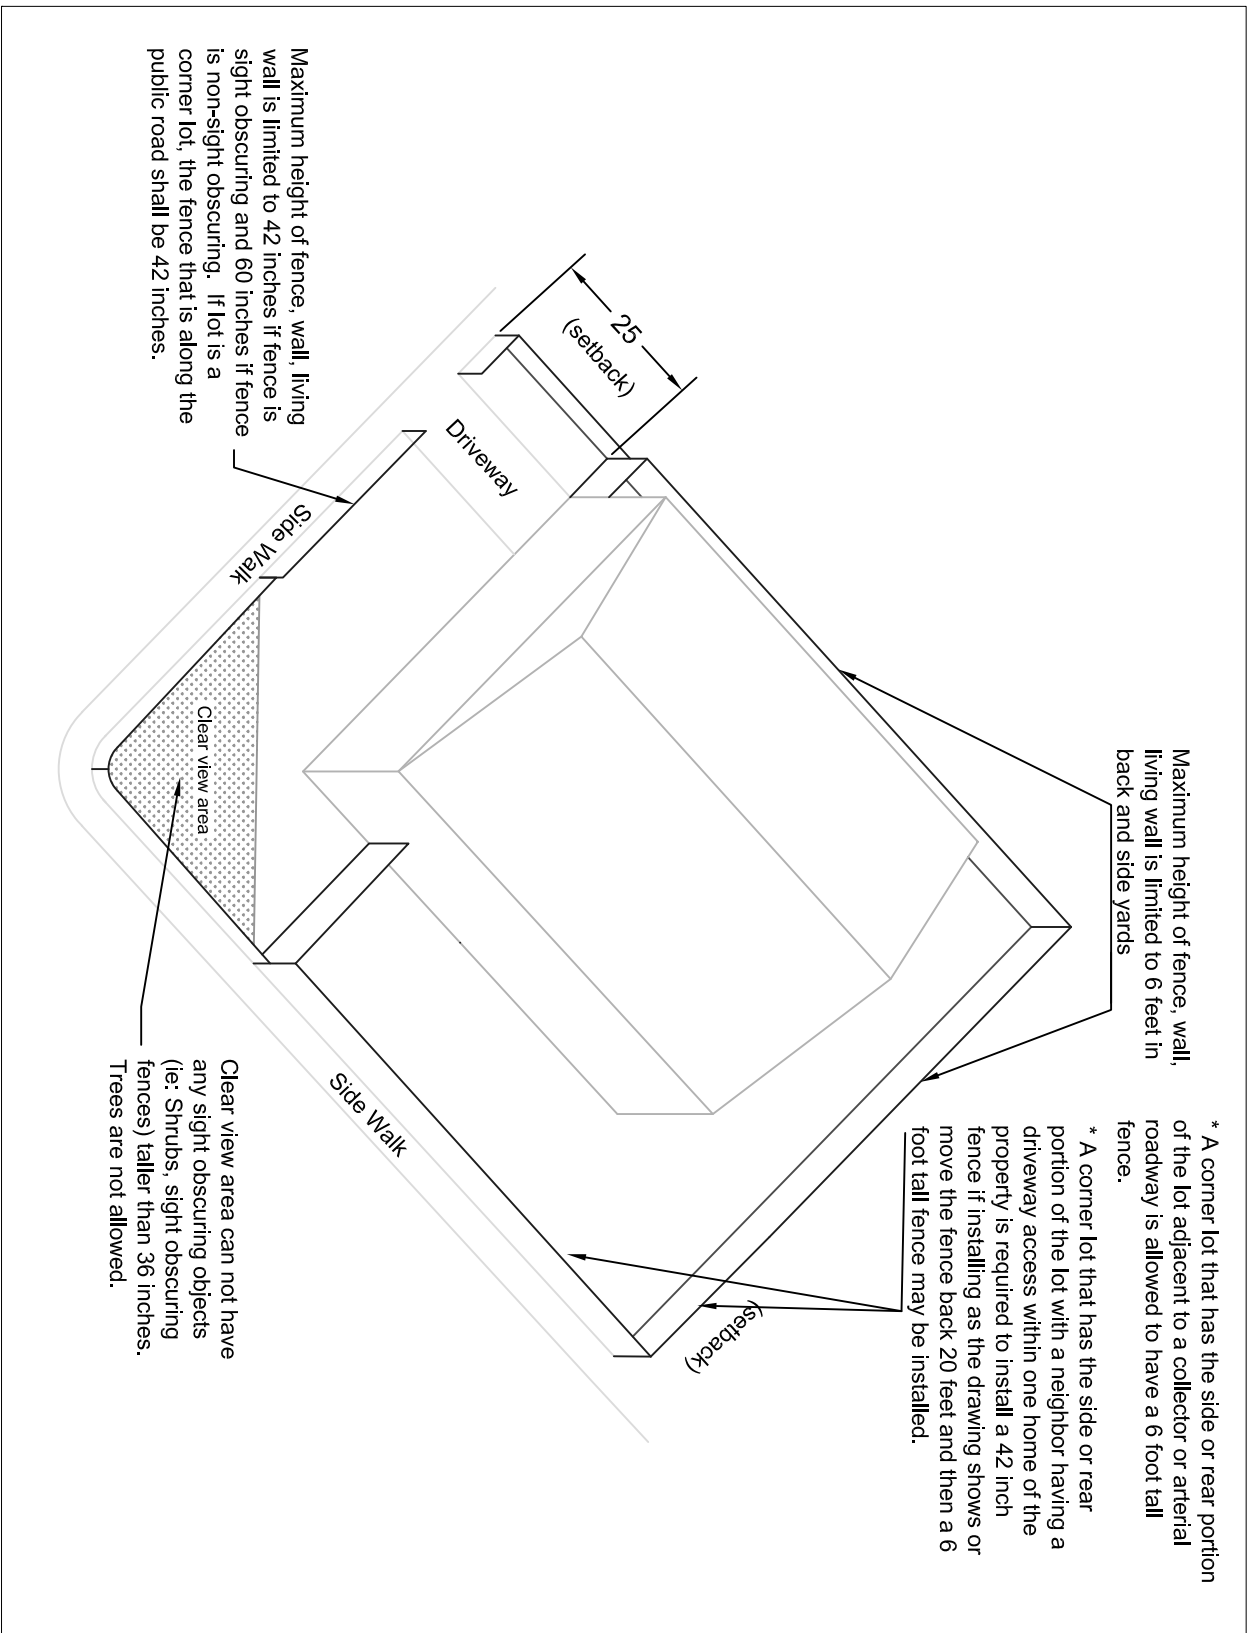 * A corner lot that has the side or rear portion
of the lot adjacent to a collector or arterial
roadway is allowed to have a 6 foot tall
fence.
* A corner lot that has the side or rear
portion of the lot with a neighbor having a
driveway access within one home of the
property is required to install a 42 inch
fence if installing as the drawing shows or
move the fence back 20 feet and then a 6
foot tall fence may be installed.
Maximum height of fence, wall,
living wall is limited to 6 feet in
back and side yards
(setback)
25
(setback)
Driveway
Side Walk
Clear view area
Side Walk
Maximum height of fence, wall, living
wall is limited to 42 inches if fence is
sight obscuring and 60 inches if fence
is non-sight obscuring. If lot is a
corner lot, the fence that is along the
public road shall be 42 inches.
Clear view area can not have
any sight obscuring objects
(ie: Shrubs, sight obscuring
fences) taller than 36 inches.
Trees are not allowed.